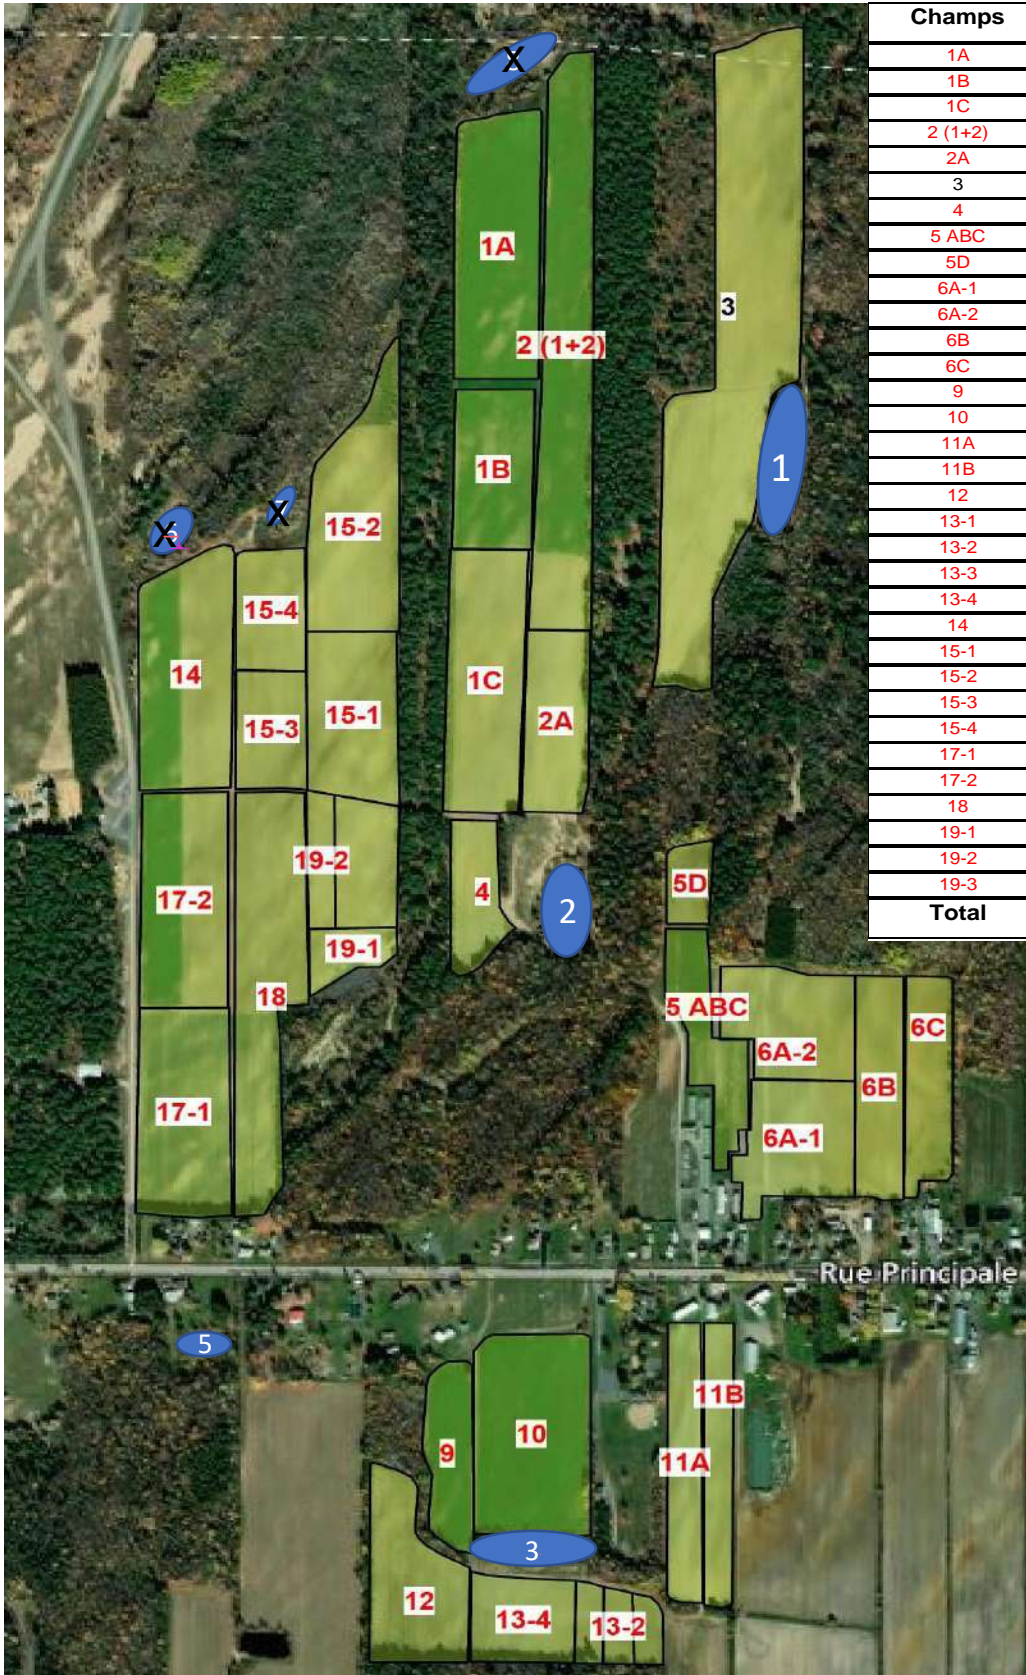 Champs
1A
1B
1C
2 (1+2)
2A
3
4
5 ABC
5D
6A-1
6A-2
6B
6C
9
10
11A
11B
12
13-1
13-2
13-3
13-4
14
15-1
15-2
15-3
15-4
17-1
17-2
18
19-1
19-2
19-3
Total
X
1A
3
2 (1+2)
1B
1
15-2
X
X
15-4
14
1C
15-3
15-1
2A
19-2
5D
4
17-2
2
19-1
18
5 ABC
6C
6A-2
6B
17-1
6A-1
Rue Principale
5
11B
10
9
11A
3
12
13-4
13-2